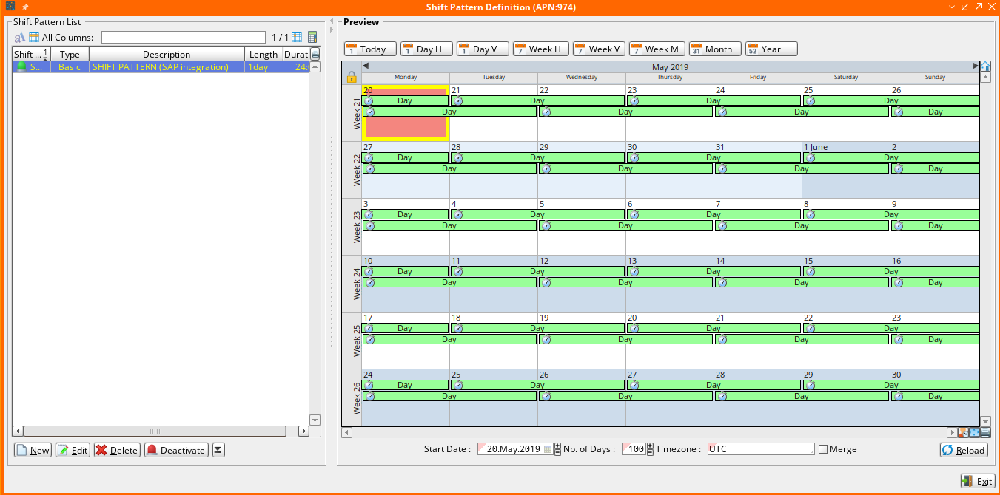 Shift Pattern Definition (APN:974)
Shift Pattern List
All Columns:
1 / 1
Shift ... 1 Type Description Length Durati
S... Basic SHIFT PATTERN (SAP integration) 1day
New Edit Delete Deactivate
Preview
1 Today 1 Day H 1 Day V 7 Week H 7 Week V 7 Week M 31 Month 52 Year
May 2019
Monday Tuesday Wednesday Thursday Friday Saturday Sunday
Week 21
20 21 22 23 24 25 26
Day Day Day Day
Day Day Day Day
Week 22
27 28 29 30 31 1 June 2
Day Day Day Day
Day Day Day Day
Week 23
3 4 5 6 7 8 9
Day Day Day Day
Day Day Day Day
Week 24
10 11 12 13 14 15 16
Day Day Day Day
Day Day Day Day
Week 25
17 18 19 20 21 22 23
Day Day Day Day
Day Day Day Day
Week 26
24 25 26 27 28 29 30
Day Day Day Day
Day Day Day Day
Start Date : 20.May.2019 Nb. of Days : 100 Timezone : UTC Merge
Reload
Exit